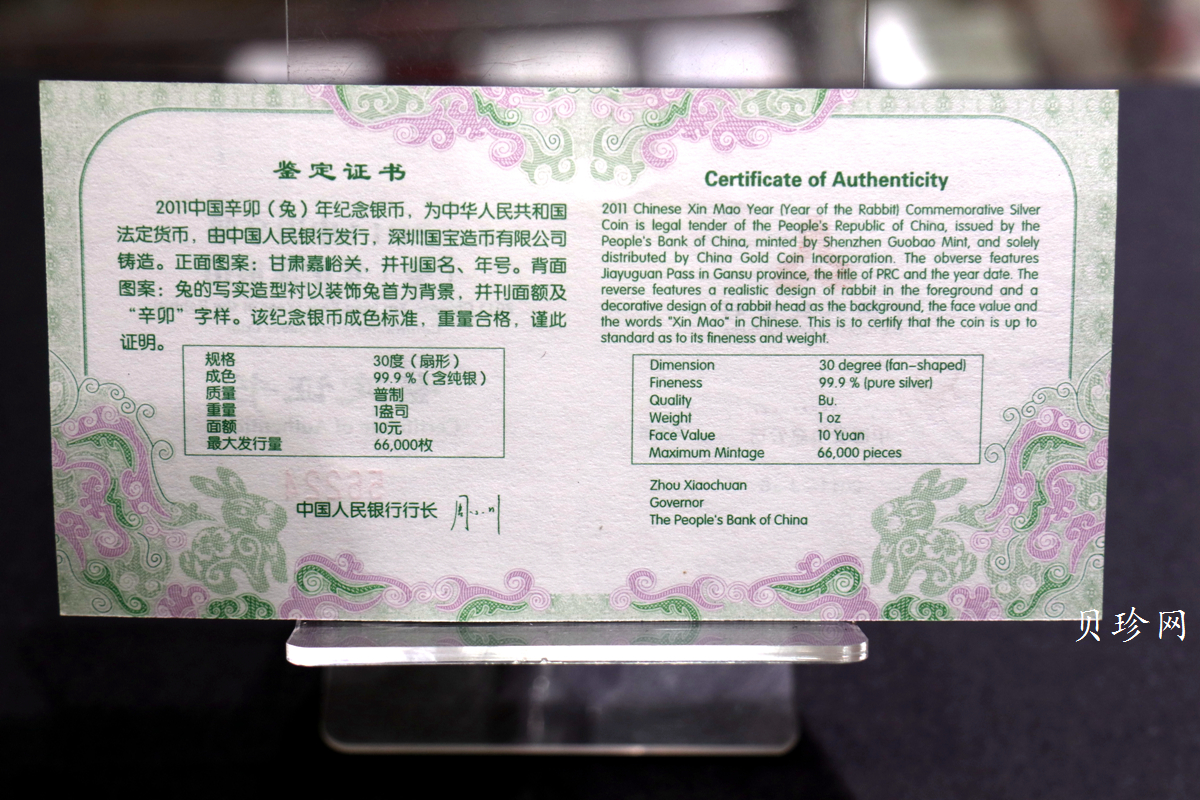 鉴定证书
2011中国辛卯（兔）年纪念银币，为中华人民共和国
法定货币，由中国人民银行发行，深圳国宝造币有限公司
铸造。正面图案：甘肃嘉峪关，并刊国名、年号。背面
图案：兔的写实造型衬以装饰兔首为背景，并刊面额及
“辛卯”字样。该纪念银币成色标准，重量合格，谨此
证明。
规格 30度（扇形）
成色 99.9％（含纯银）
质量 普制
重量 1盎司
面额 10元
最大发行量 66,000枚
中国人民银行行长
Certificate of Authenticity
2011 Chinese Xin Mao Year (Year of the Rabbit) Commemorative Silver
Coin is legal tender of the People's Republic of China, issued by the
People's Bank of China, minted by Shenzhen Guobao Mint, and solely
distributed by China Gold Coin Incorporation. The obverse features
Jiayuguan Pass in Gansu province, the title of PRC and the year date. The
reverse features a realistic design of rabbit in the foreground and a
decorative design of a rabbit head as the background, the face value and
the words "Xin Mao" in Chinese. This is to certify that the coin is up to
standard as to its fineness and weight.
Dimension 30 degree (fan-shaped)
Fineness 99.9 % (pure silver)
Quality Bu.
Weight 1 oz
Face Value 10 Yuan
Maximum Mintage 66,000 pieces
Zhou Xiaochuan
Governor
The People's Bank of China
贝珍网